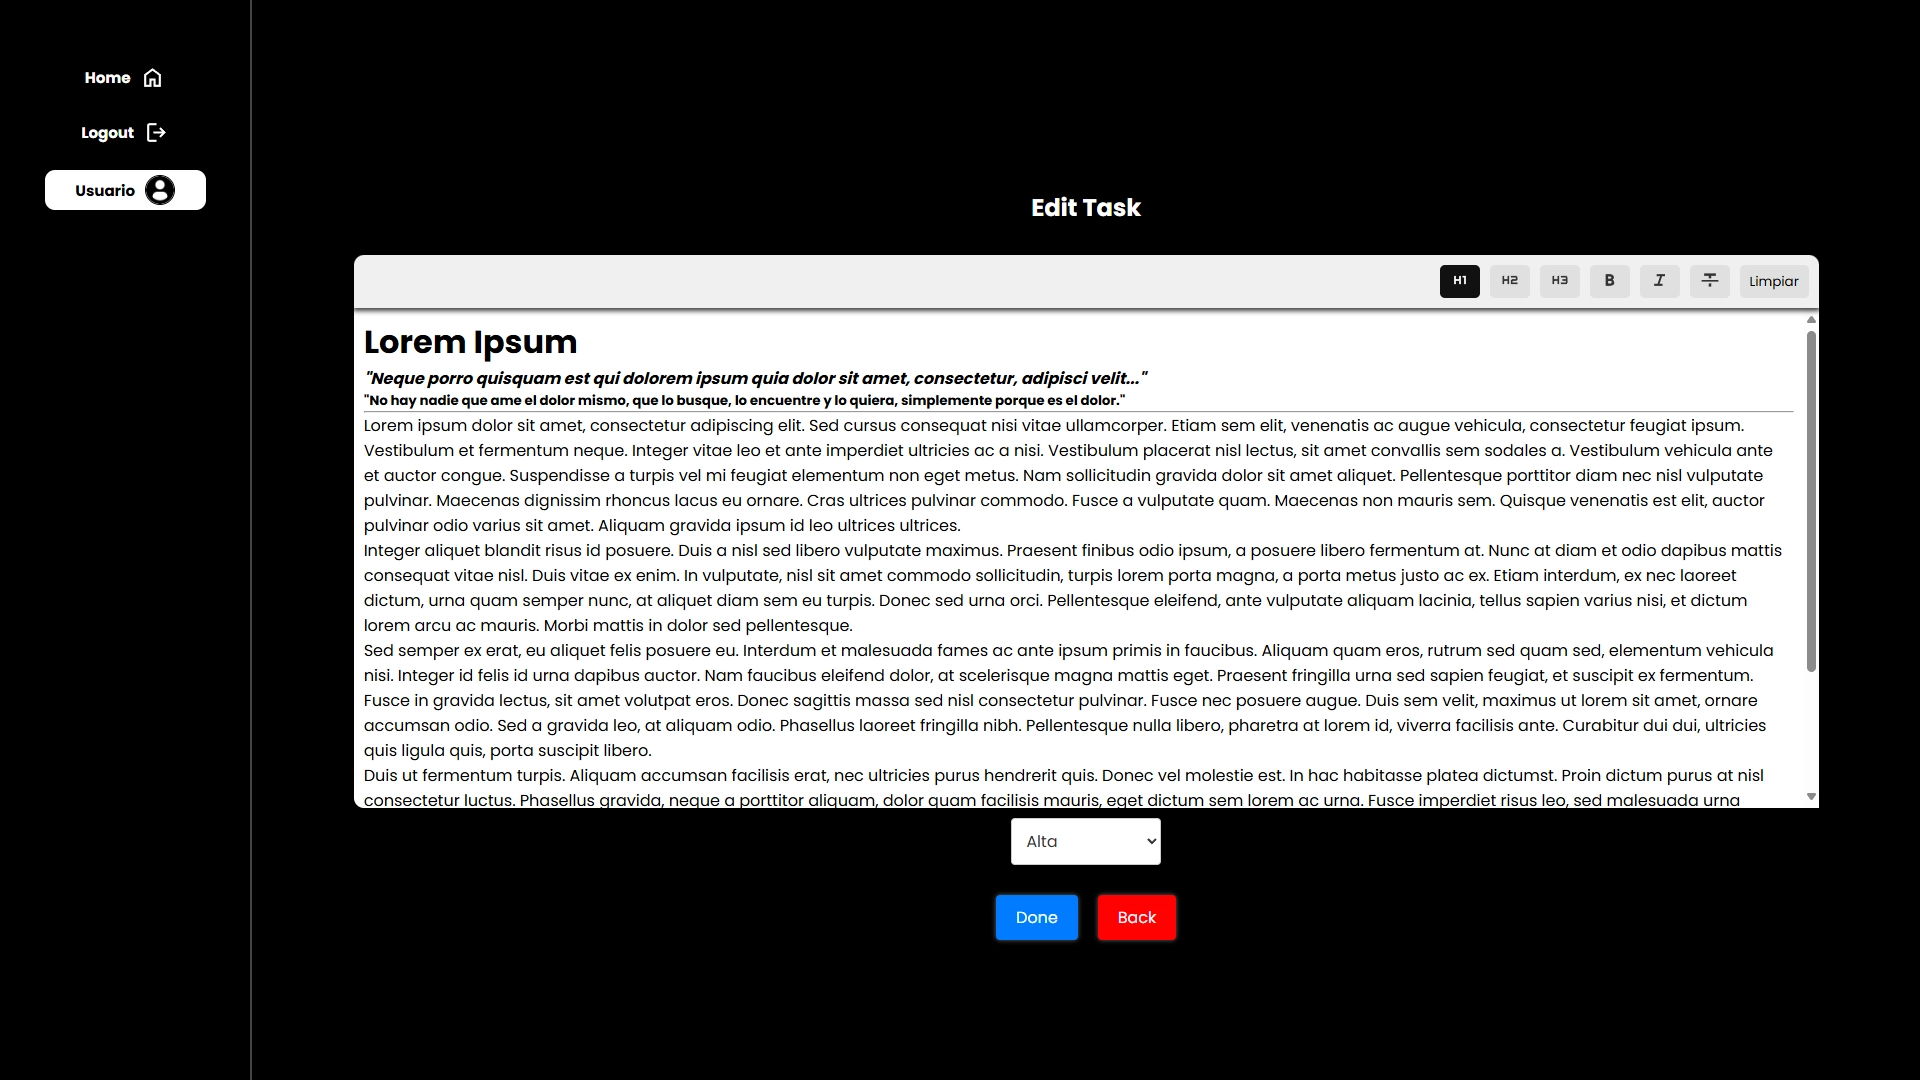 Home
Logout
Usuario
Edit Task
H1 H2 H3 B I T Limpiar
Lorem Ipsum
"Neque porro quisquam est qui dolorem ipsum quia dolor sit amet, consectetur, adipisci velit..."
"No hay nadie que ame el dolor mismo, que lo busque, lo encuentre y lo quiera, simplemente porque es el dolor."
Lorem ipsum dolor sit amet, consectetur adipiscing elit. Sed cursus consequat nisi vitae ullamcorper. Etiam sem elit, venenatis ac augue vehicula, consectetur feugiat ipsum.
Vestibulum et fermentum neque. Integer vitae leo et ante imperdiet ultricies ac a nisi. Vestibulum placerat nisl lectus, sit amet convallis sem sodales a. Vestibulum vehicula ante
et auctor congue. Suspendisse a turpis vel mi feugiat elementum non eget metus. Nam sollicitudin gravida dolor sit amet aliquet. Pellentesque porttitor diam nec nisl vulputate
pulvinar. Maecenas dignissim rhoncus lacus eu ornare. Cras ultrices pulvinar commodo. Fusce a vulputate quam. Maecenas non mauris sem. Quisque venenatis est elit, auctor
pulvinar odio varius sit amet. Aliquam gravida ipsum id leo ultrices ultrices.
Integer aliquet blandit risus id posuere. Duis a nisl sed libero vulputate maximus. Praesent finibus odio ipsum, a posuere libero fermentum at. Nunc at diam et odio dapibus mattis
consequat vitae nisl. Duis vitae ex enim. In vulputate, nisl sit amet commodo sollicitudin, turpis lorem porta magna, a porta metus justo ac ex. Etiam interdum, ex nec laoreet
dictum, urna quam semper nunc, at aliquet diam sem eu turpis. Donec sed urna orci. Pellentesque eleifend, ante vulputate aliquam lacinia, tellus sapien varius nisi, et dictum
lorem arcu ac mauris. Morbi mattis in dolor sed pellentesque.
Sed semper ex erat, eu aliquet felis posuere eu. Interdum et malesuada fames ac ante ipsum primis in faucibus. Aliquam quam eros, rutrum sed quam sed, elementum vehicula
nisi. Integer id felis id urna dapibus auctor. Nam faucibus eleifend dolor, at scelerisque magna mattis eget. Praesent fringilla urna sed sapien feugiat, et suscipit ex fermentum.
Fusce in gravida lectus, sit amet volutpat eros. Donec sagittis massa sed nisl consectetur pulvinar. Fusce nec posuere augue. Duis sem velit, maximus ut lorem sit amet, ornare
accumsan odio. Sed a gravida leo, at aliquam odio. Phasellus laoreet fringilla nibh. Pellentesque nulla libero, pharetra at lorem id, viverra facilisis ante. Curabitur dui dui, ultricies
quis ligula quis, porta suscipit libero.
Duis ut fermentum turpis. Aliquam accumsan facilisis erat, nec ultricies purus hendrerit quis. Donec vel molestie est. In hac habitasse platea dictumst. Proin dictum purus at nisl
consectetur luctus. Phasellus gravida, neque a porttitor aliquam, dolor quam facilisis mauris, eget dictum sem lorem ac urna. Fusce imperdiet risus leo, sed malesuada urna
Alta
Done Back